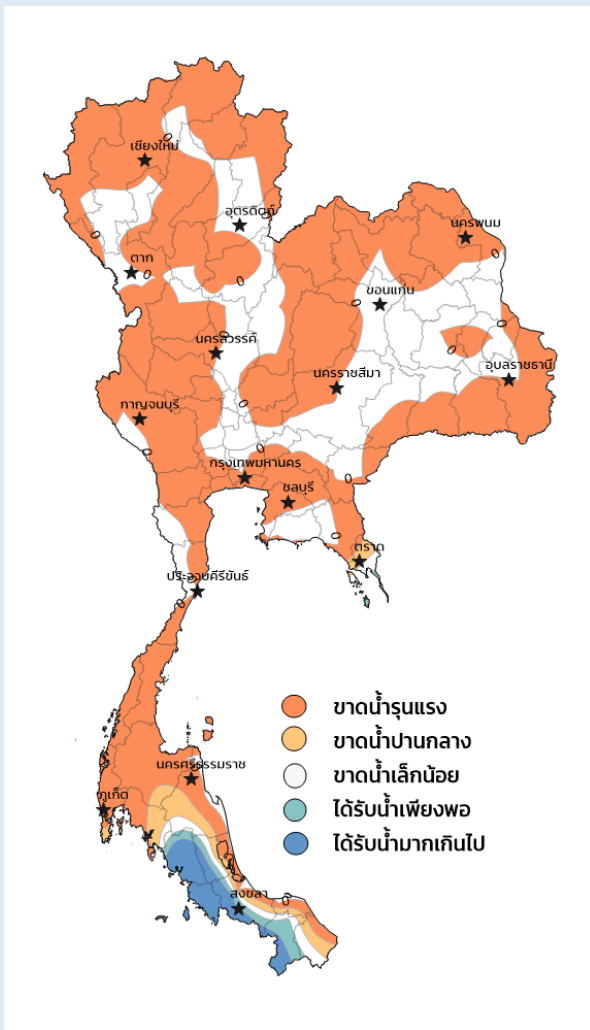 เชียงใหม่
อุตรดิตถ์
นครพนม
ตาก
ขอนแก่น
นครสวรรค์
นครราชสีมา
อุบลราชธานี
กาญจนบุรี
กรุงเทพมหานคร
ชลบุรี
ตราด
ประจวบคีรีขันธ์
ขาดน้ำรุนแรง
ขาดน้ำปานกลาง
นครศรีธรรมราช
ขาดน้ำเล็กน้อย
ภูเก็ต
ได้รับน้ำเพียงพอ
ได้รับน้ำมากเกินไป
สงขลา